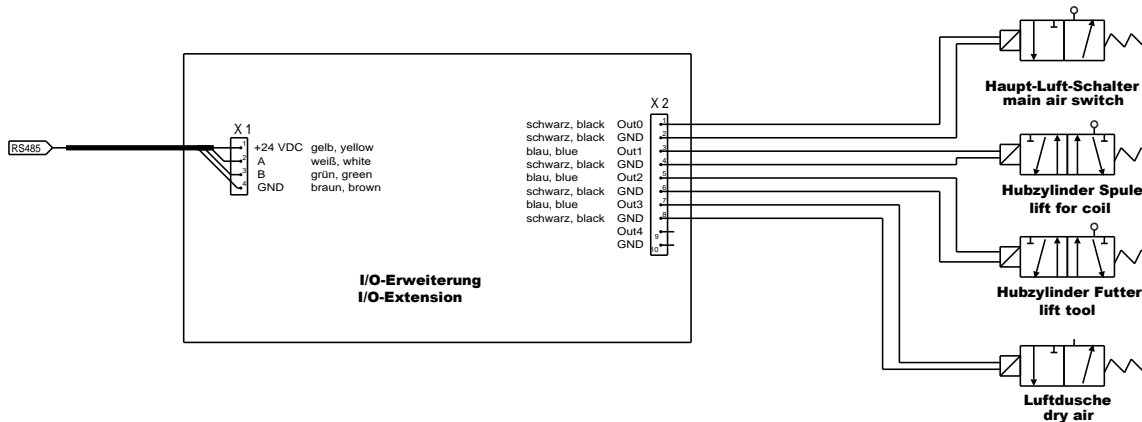 RS485
X 1
1 +24 VDC gelb, yellow
2 A weiß, white
3 B grün, green
4 GND braun, brown
I/O-Erweiterung
I/O-Extension
X 2
schwarz, black Out0 1
schwarz, black GND 2
blau, blue Out1 3
schwarz, black GND 4
blau, blue Out2 5
schwarz, black GND 6
blau, blue Out3 7
schwarz, black GND 8
Out4 9
GND 10
Haupt-Luft-Schalter
main air switch
Hubzylinder Spule
lift for coil
Hubzylinder Futter
lift tool
Luftdusche
dry air